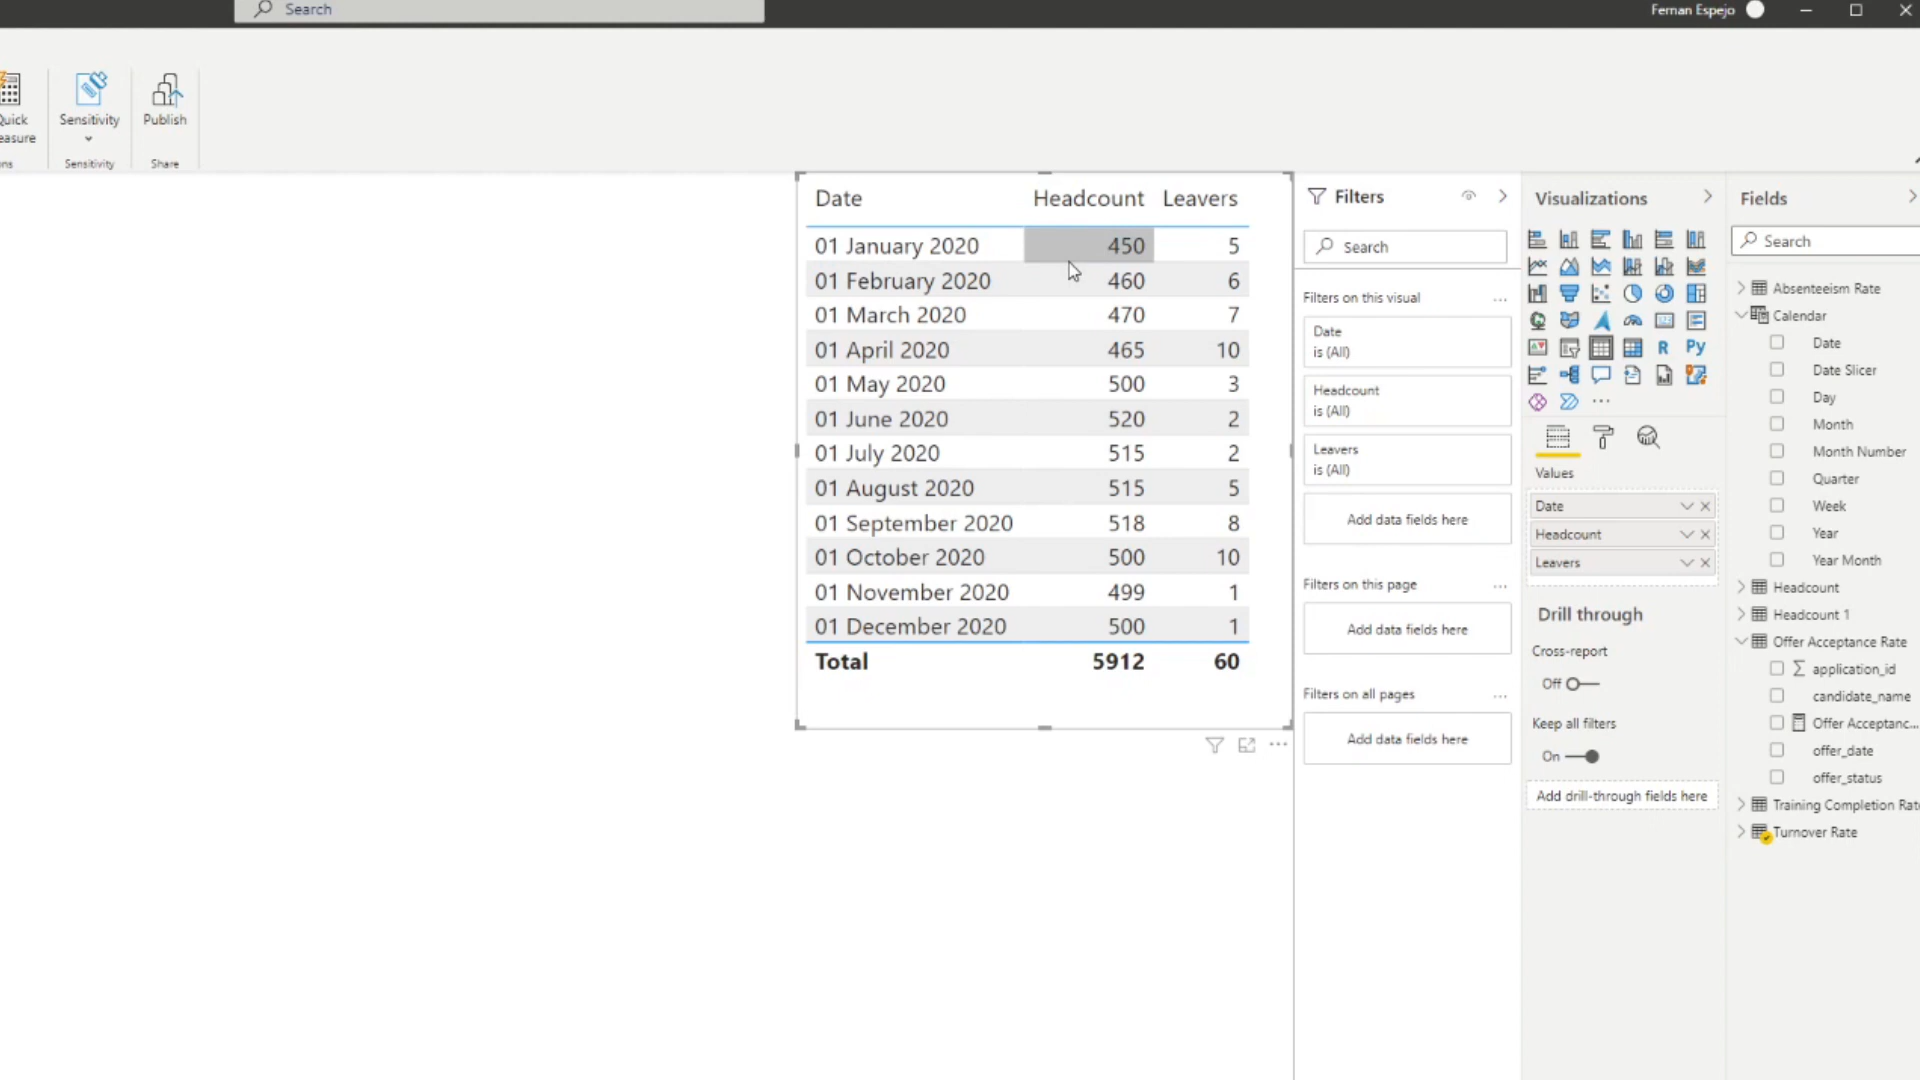 Search
Fernan Espejo
Quick
easure
ons
Sensitivity
Sensitivity
Publish
Share
Date Headcount Leavers
01 January 2020 450 5
01 February 2020 460 6
01 March 2020 470 7
01 April 2020 465 10
01 May 2020 500 3
01 June 2020 520 2
01 July 2020 515 2
01 August 2020 515 5
01 September 2020 518 8
01 October 2020 500 10
01 November 2020 499 1
01 December 2020 500 1
Total 5912 60
Filters
Search
Filters on this visual
Date
is (All)
Headcount
is (All)
Leavers
is (All)
Add data fields here
Filters on this page
Add data fields here
Filters on all pages
Add data fields here
Visualizations
R Py
Values
Date
Headcount
Leavers
Drill through
Cross-report
Off
Keep all filters
On
Add drill-through fields here
Fields
Search
Absenteeism Rate
Calendar
Date
Date Slicer
Day
Month
Month Number
Quarter
Week
Year
Year Month
Headcount
Headcount 1
Offer Acceptance Rate
application_id
candidate_name
Offer Acceptanc...
offer_date
offer_status
Training Completion Rate
Turnover Rate